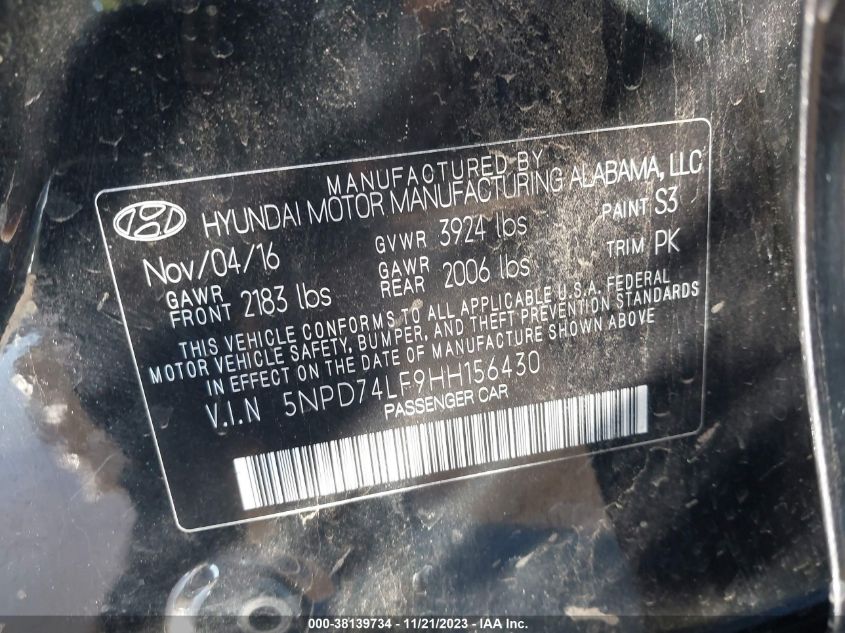 MANUFACTURED BY
HYUNDAI MOTOR MANUFACTURING ALABAMA, LLC
Nov/04/16 GVWR 3924 lbs PAINT S3
GAWR FRONT 2183 lbs GAWR REAR 2006 lbs TRIM PK
THIS VEHICLE CONFORMS TO ALL APPLICABLE U.S.A. FEDERAL
MOTOR VEHICLE SAFETY, BUMPER, AND THEFT PREVENTION STANDARDS
IN EFFECT ON THE DATE OF MANUFACTURE SHOWN ABOVE
V.I.N 5NPD74LF9HH156430
PASSENGER CAR
000-38139734 - 11/21/2023 - IAA Inc.